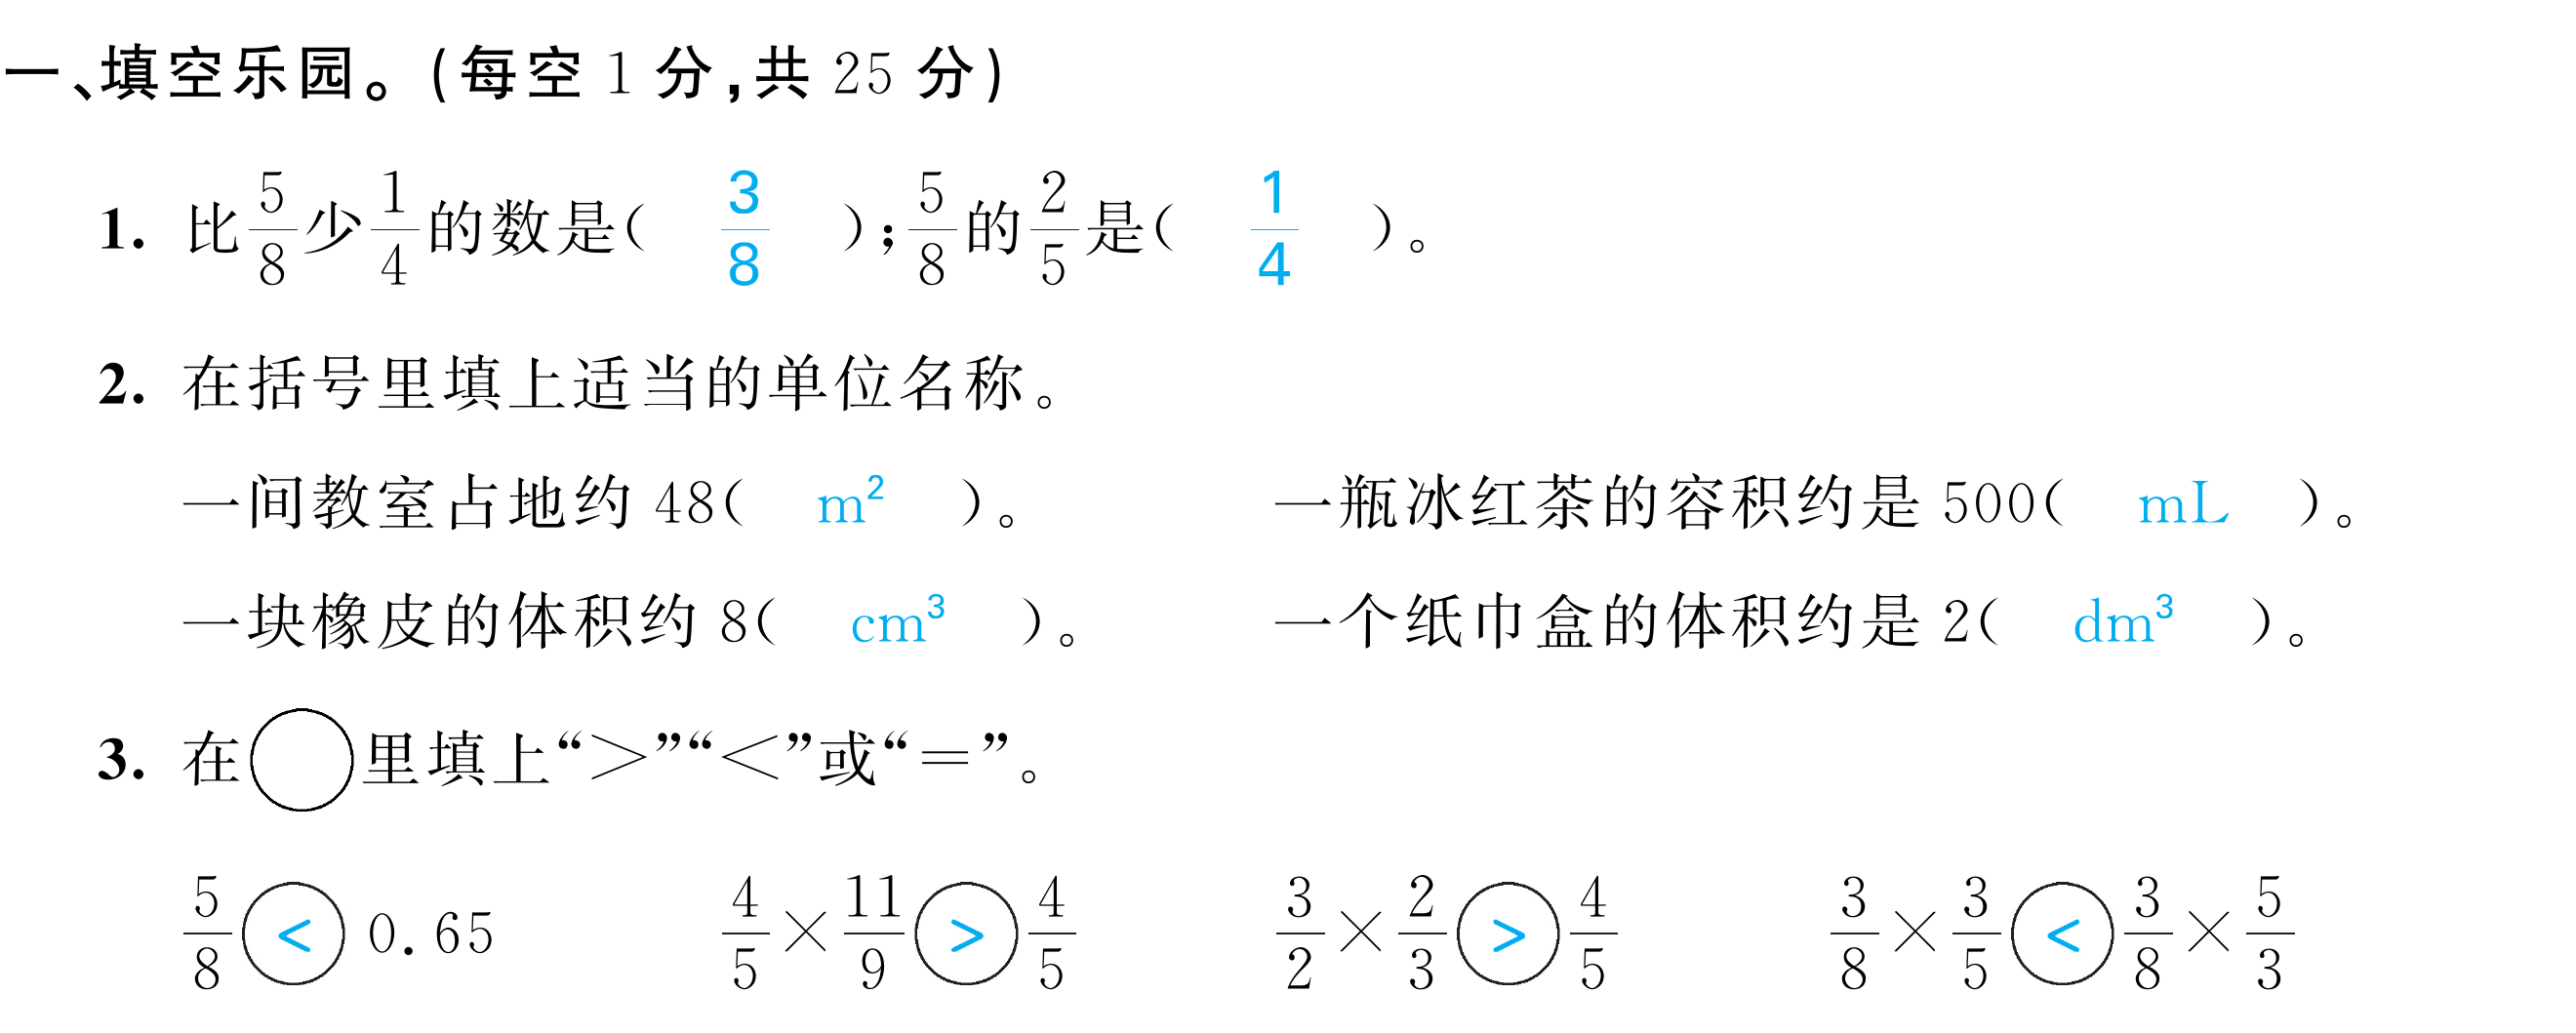 一、填空乐园。(每空 1 分,共 25 分)
1. 比5/8少1/4的数是( 3/8 );5/8的2/5是( 1/4 )。
2. 在括号里填上适当的单位名称。
一间教室占地约 48( m² )。 一瓶冰红茶的容积约是 500( mL )。
一块橡皮的体积约 8( cm³ )。 一个纸巾盒的体积约是 2( dm³ )。
3. 在○里填上“>”“<”或“=”。
5/8 < 0.65 4/5×11/9 > 4/5 3/2×2/3 > 4/5 3/8×3/5 < 3/8×5/3